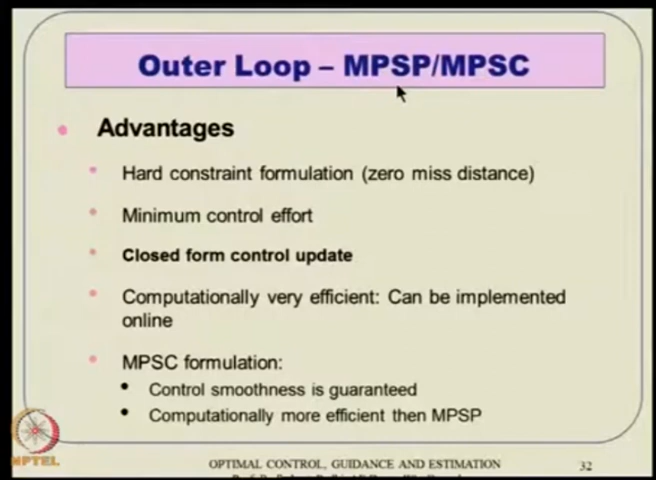 Outer Loop – MPSP/MPSC
Advantages
Hard constraint formulation (zero miss distance)
Minimum control effort
Closed form control update
Computationally very efficient: Can be implemented
online
MPSC formulation:
Control smoothness is guaranteed
Computationally more efficient then MPSP
NPTEL
OPTIMAL CONTROL, GUIDANCE AND ESTIMATION
32